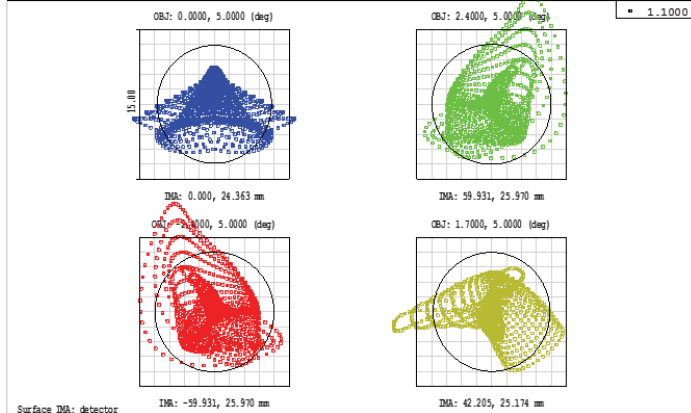 1.1000
OBJ: 0.0000, 5.0000 (deg)
OBJ: 2.4000, 5.0000 (deg)
15.00
IMA: 0.000, 24.363 mm
IMA: 59.931, 25.970 mm
5.0000 (deg)
OBJ: 1.7000, 5.0000 (deg)
IMA: -59.931, 25.970 mm
IMA: 42.205, 25.174 mm
Surface IMA: detector